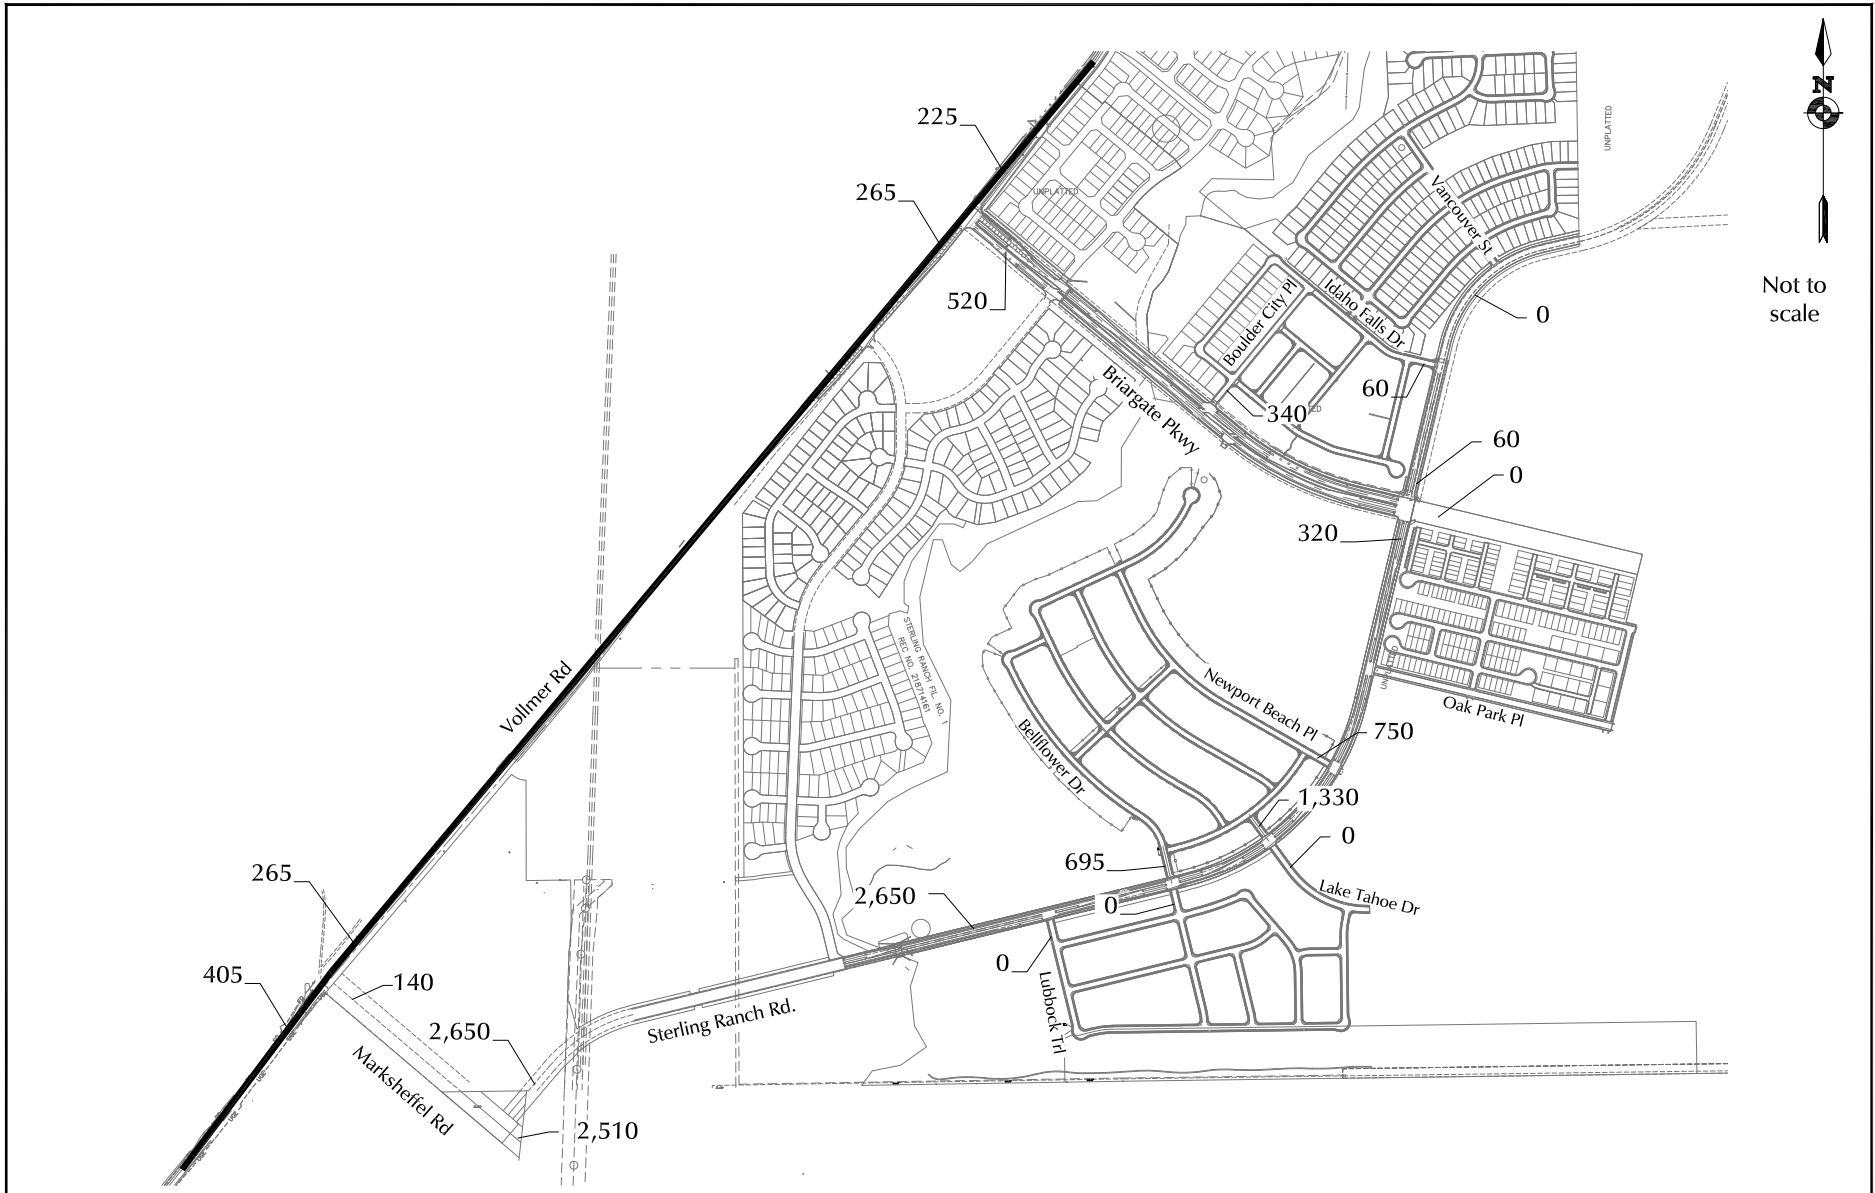 225
265
520
N
Not to
scale
UNPLATTED
UNPLATTED
Vancouver St
Idaho Falls Dr
Boulder City Pl
0
60
340
Briargate Pkwy
60
0
320
STERLING RANCH FIL. NO. 1
REC NO. 218714161
Vollmer Rd
Newport Beach Pl
Oak Park Pl
750
Bellflower Dr
1,330
0
695
2,650
0
Lake Tahoe Dr
265
0
405
140
Lubbock Trl
Sterling Ranch Rd.
2,650
Marksheffel Rd
2,510